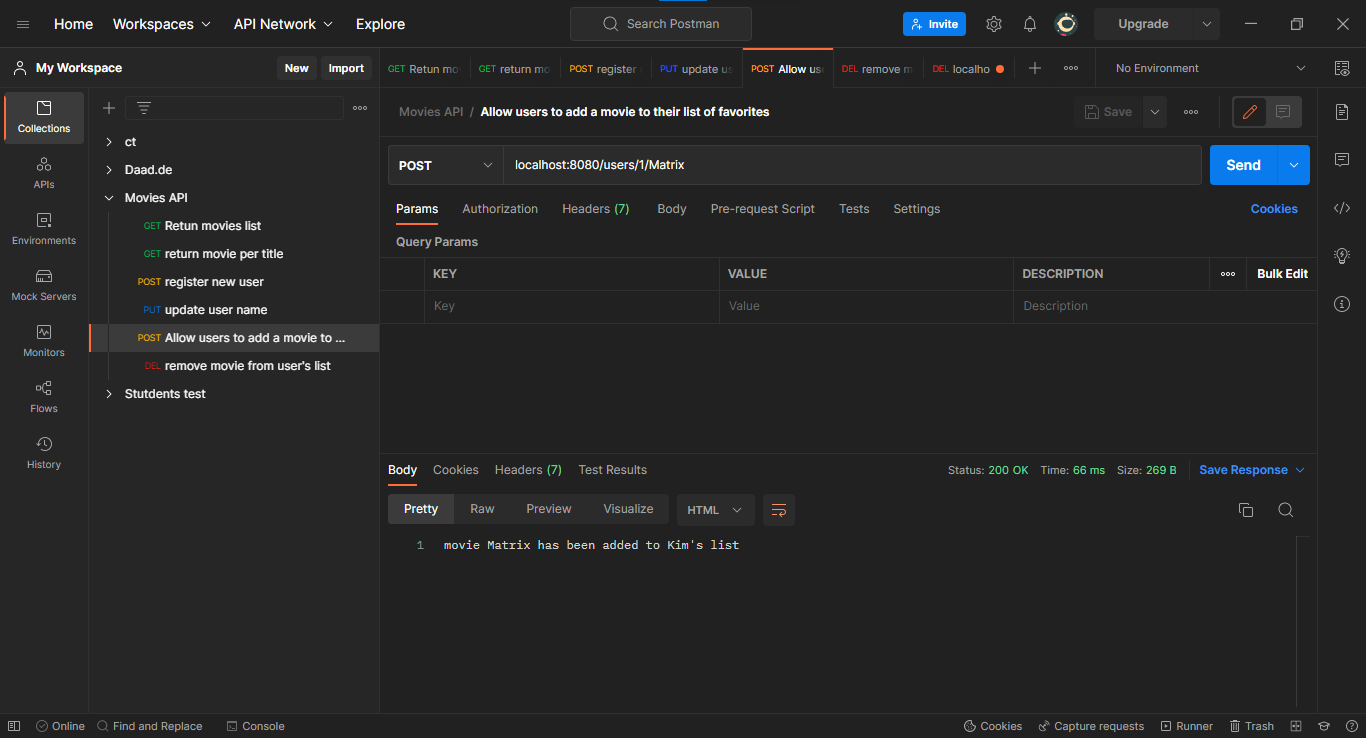 Home Workspaces API Network Explore Search Postman Invite Upgrade
My Workspace New Import
GET Retun mo GET return mo POST register PUT update us POST Allow use DEL remove m DEL localho No Environment
Collections
APIs
Environments
Mock Servers
Monitors
Flows
History
ct
Daad.de
Movies API
GET Retun movies list
GET return movie per title
POST register new user
PUT update user name
POST Allow users to add a movie to ...
DEL remove movie from user's list
Stutdents test
Movies API / Allow users to add a movie to their list of favorites Save
POST localhost:8080/users/1/Matrix Send
Params Authorization Headers (7) Body Pre-request Script Tests Settings Cookies
Query Params
KEY VALUE DESCRIPTION Bulk Edit
Key Value Description
Body Cookies Headers (7) Test Results Status: 200 OK Time: 66 ms Size: 269 B Save Response
Pretty Raw Preview Visualize HTML
1 movie Matrix has been added to Kim's list
Online Find and Replace Console Cookies Capture requests Runner Trash